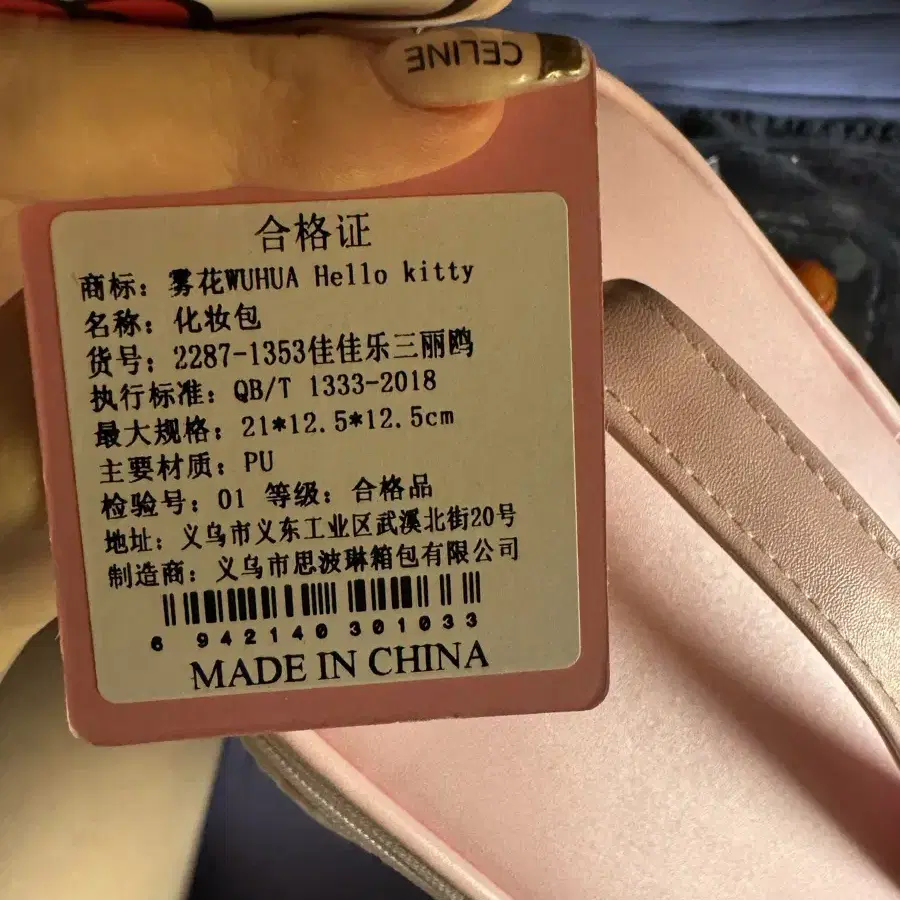 CELINE
合格证
商标：雾花WUHUA Hello kitty
名称：化妆包
货号：2287-1353佳佳乐三丽鸥
执行标准：QB/T 1333-2018
最大规格：21*12.5*12.5cm
主要材质：PU
检验号：01 等级：合格品
地址：义乌市义东工业区武溪北街20号
制造商：义乌市思波琳箱包有限公司
6 942140 301033
MADE IN CHINA